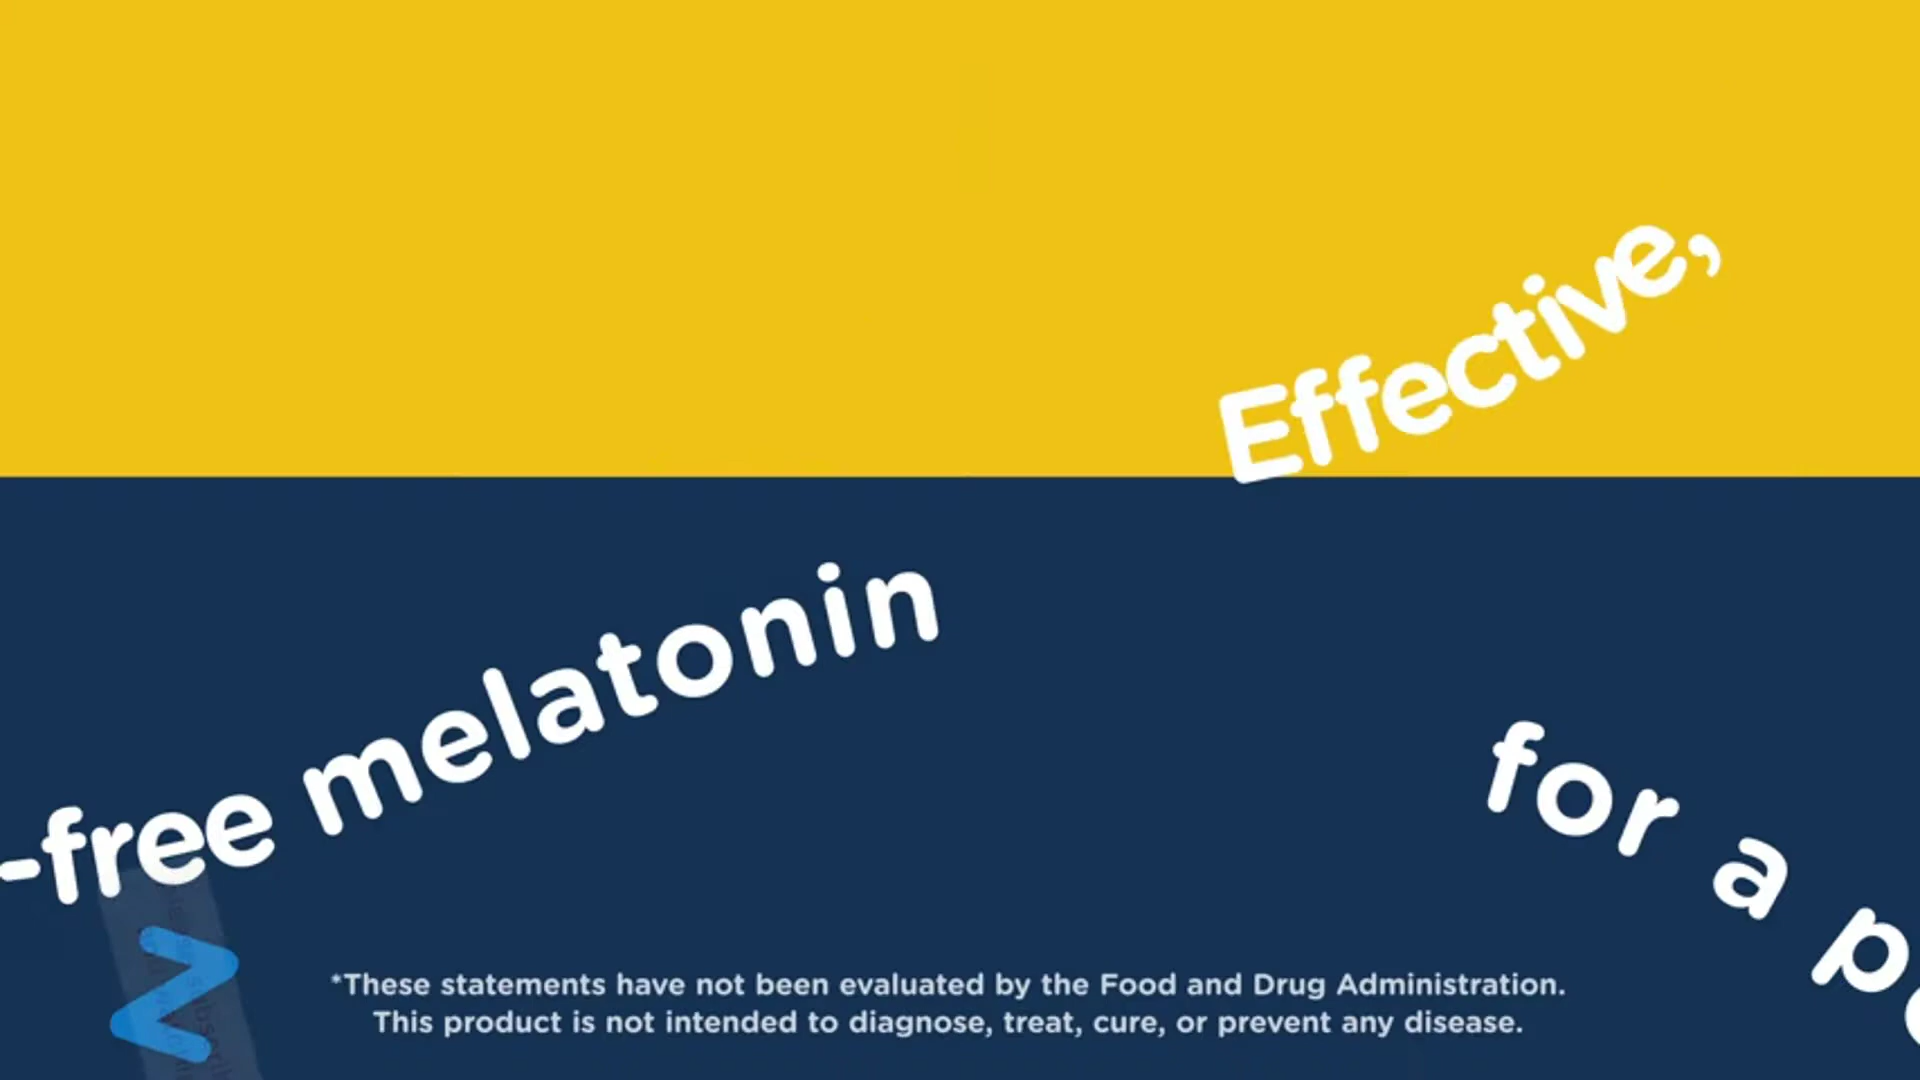 Effective,
-free melatonin
for a
*These statements have not been evaluated by the Food and Drug Administration.
This product is not intended to diagnose, treat, cure, or prevent any disease.